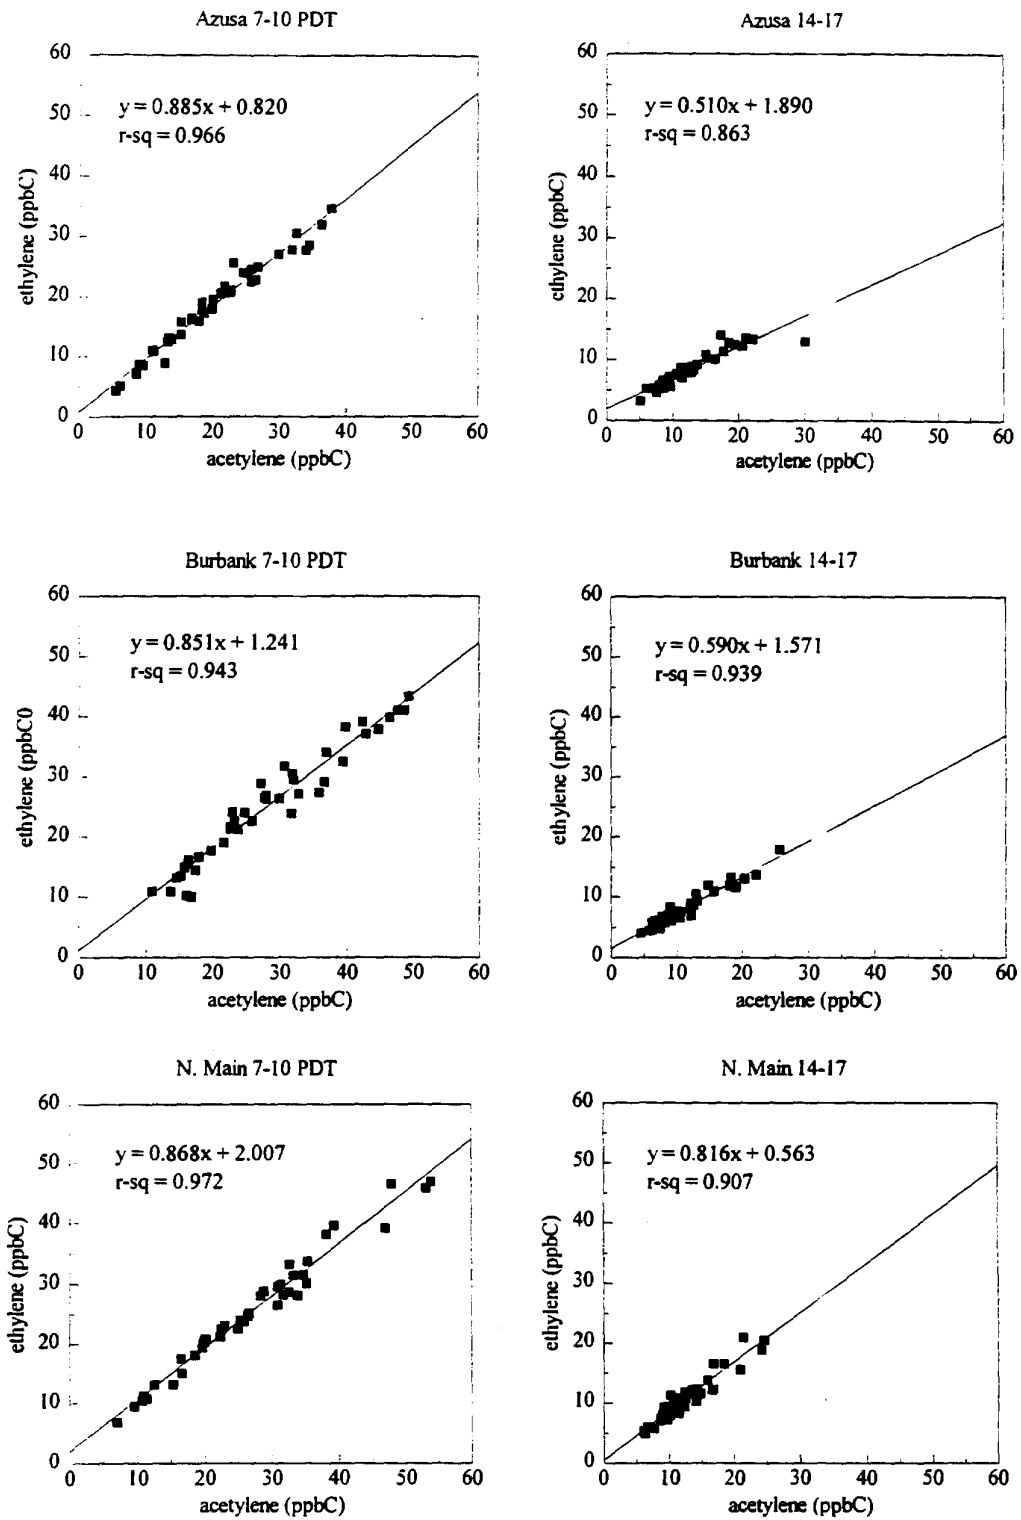 Azusa 7-10 PDT
60
50
40
30
20
10
0
ethylene (ppbC)
y = 0.885x + 0.820
r-sq = 0.966
0 10 20 30 40 50 60
acetylene (ppbC)
Azusa 14-17
60
50
40
30
20
10
0
ethylene (ppbC)
y = 0.510x + 1.890
r-sq = 0.863
0 10 20 30 40 50 60
acetylene (ppbC)
Burbank 7-10 PDT
60
50
40
30
20
10
0
ethylene (ppbC0
y = 0.851x + 1.241
r-sq = 0.943
0 10 20 30 40 50 60
acetylene (ppbC)
Burbank 14-17
60
50
40
30
20
10
0
ethylene (ppbC)
y = 0.590x + 1.571
r-sq = 0.939
0 10 20 30 40 50 60
acetylene (ppbC)
N. Main 7-10 PDT
60
50
40
30
20
10
0
ethylene (ppbC)
y = 0.868x + 2.007
r-sq = 0.972
0 10 20 30 40 50 60
acetylene (ppbC)
N. Main 14-17
60
50
40
30
20
10
0
ethylene (ppbC)
y = 0.816x + 0.563
r-sq = 0.907
0 10 20 30 40 50 60
acetylene (ppbC)